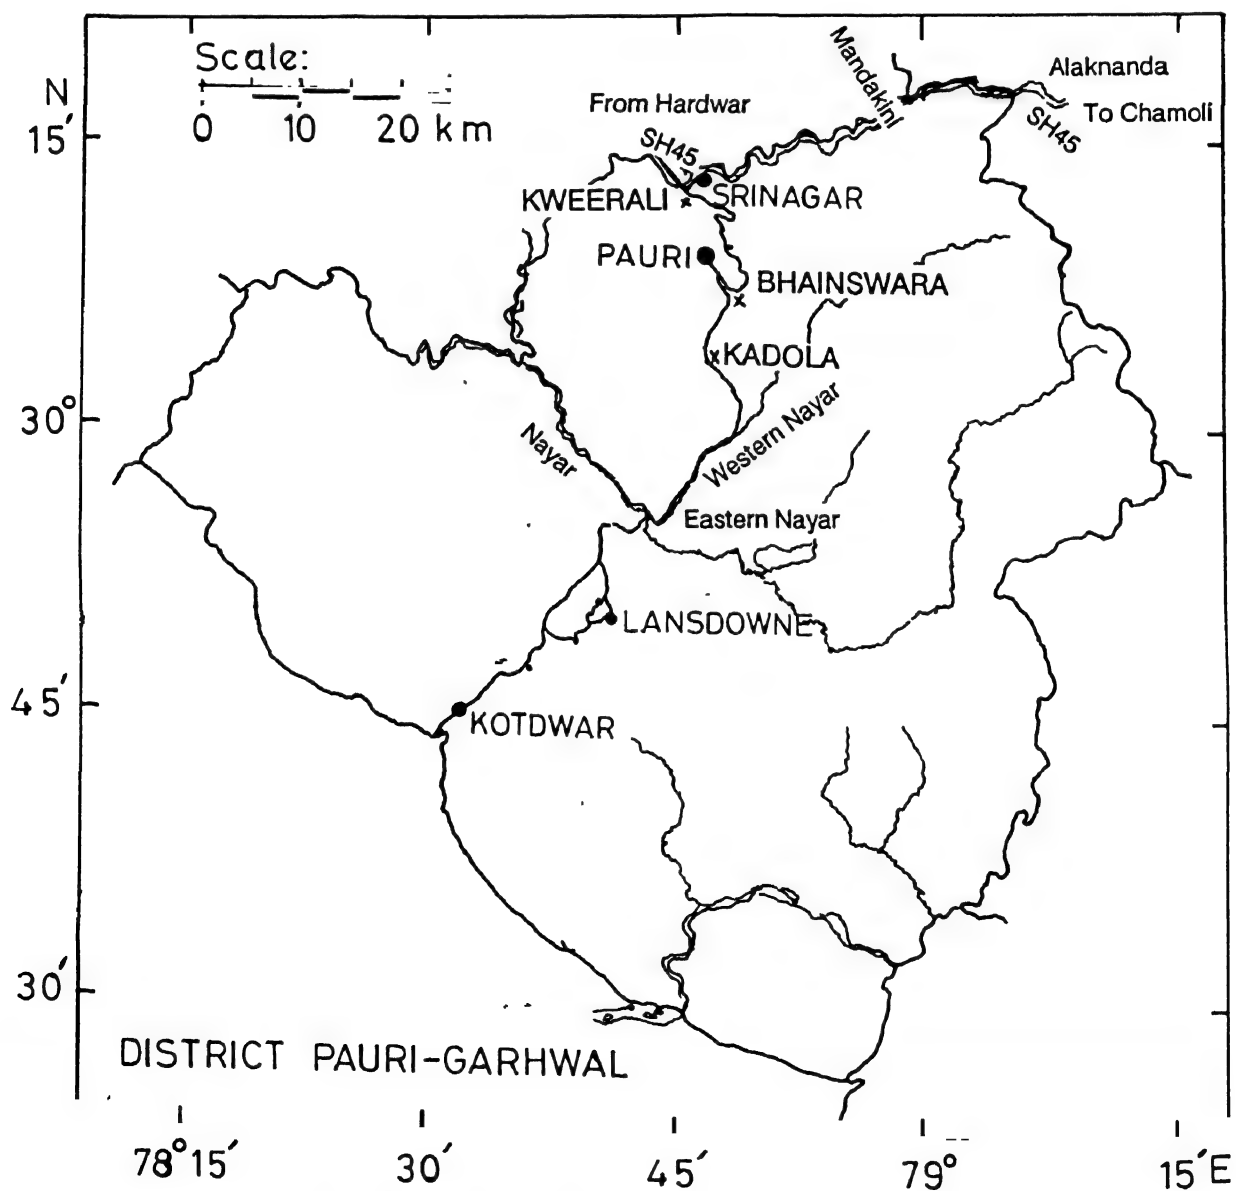 Scale:
0 10 20 km
N
15′
30°
45′
30′
From Hardwar
SH45
Mandakini
Alaknanda
To Chamoli
SH45
KWEERALI
SRINAGAR
PAURI
BHAINSWARA
KADOLA
Nayar
Western Nayar
Eastern Nayar
LANSDOWNE
KOTDWAR
DISTRICT PAURI-GARHWAL
78°15′ 30′ 45′ 79° 15′E